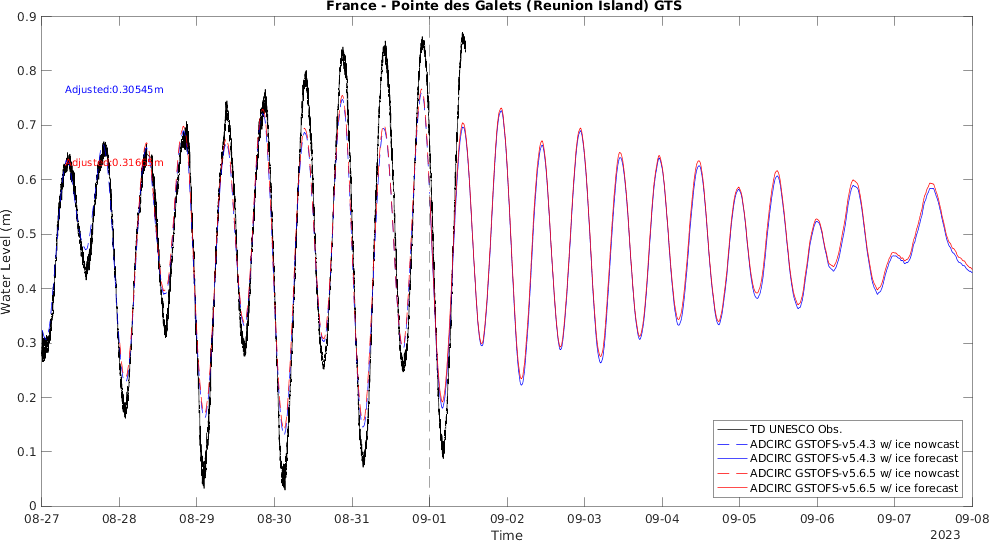 France - Pointe des Galets (Reunion Island) GTS
0.9
0.8
0.7
0.6
0.5
0.4
0.3
0.2
0.1
0
Water Level (m)
Adjusted:0.30545m
TD UNESCO Obs.
ADCIRC GSTOFS-v5.4.3 w/ ice nowcast
ADCIRC GSTOFS-v5.4.3 w/ ice forecast
ADCIRC GSTOFS-v5.6.5 w/ ice nowcast
ADCIRC GSTOFS-v5.6.5 w/ ice forecast
08-27 08-28 08-29 08-30 08-31 09-01 09-02 09-03 09-04 09-05 09-06 09-07 09-08
Time
2023